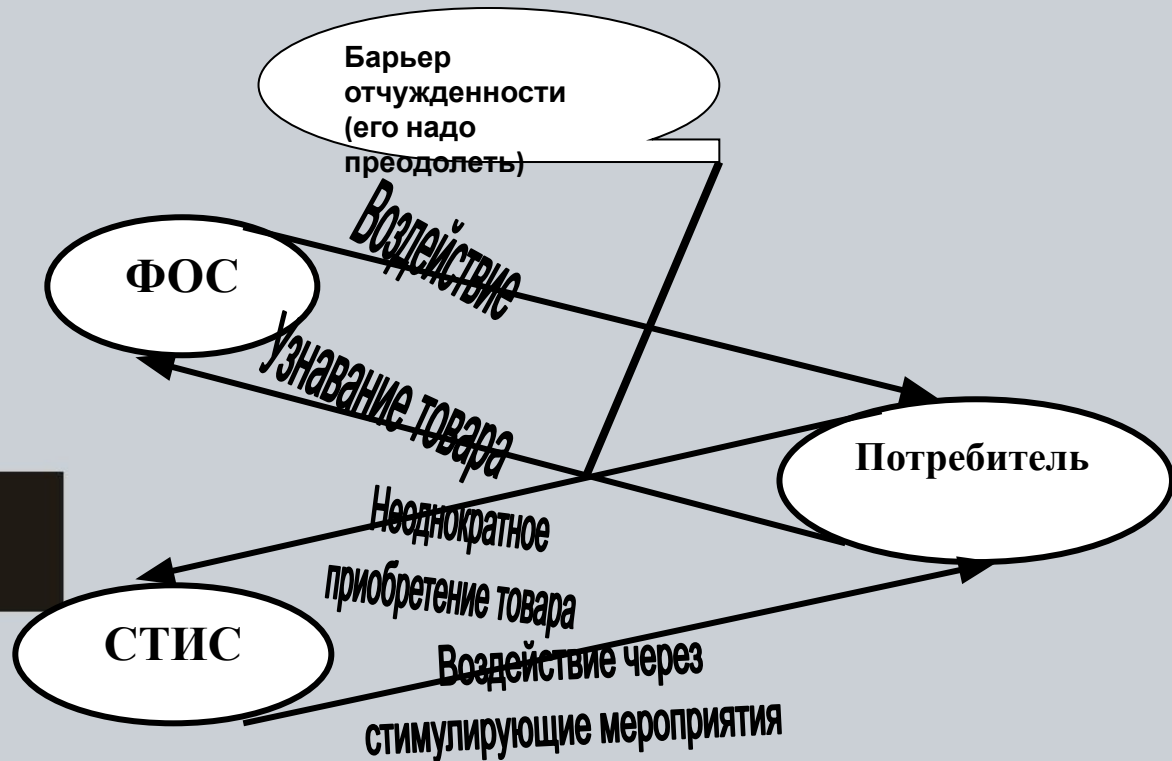 Барьер
отчужденности
(его надо
преодолеть)
Воздействие
ФОС
Узнавание товара
Потребитель
Неоднократное
приобретение товара
СТИС
Воздействие через
стимулирующие мероприятия